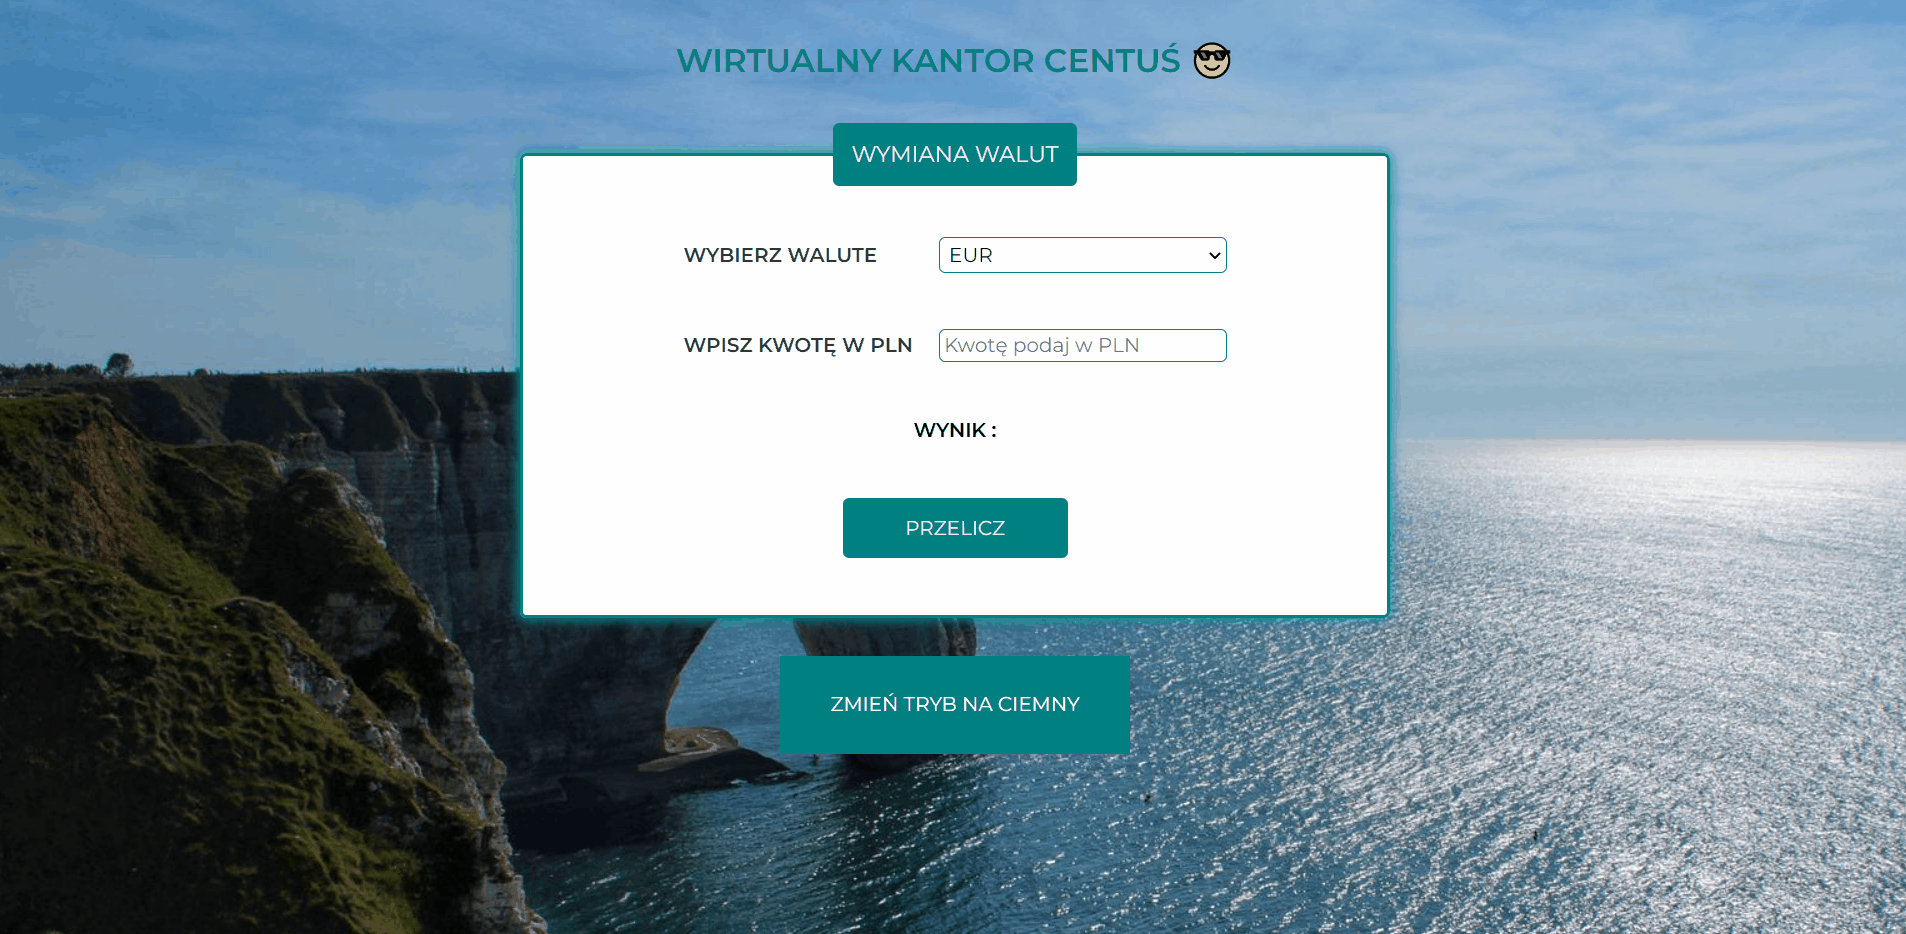 WIRTUALNY KANTOR CENTUŚ 😎
WYMIANA WALUT
WYBIERZ WALUTE EUR
WPISZ KWOTĘ W PLN Kwotę podaj w PLN
WYNIK :
PRZELICZ
ZMIEŃ TRYB NA CIEMNY